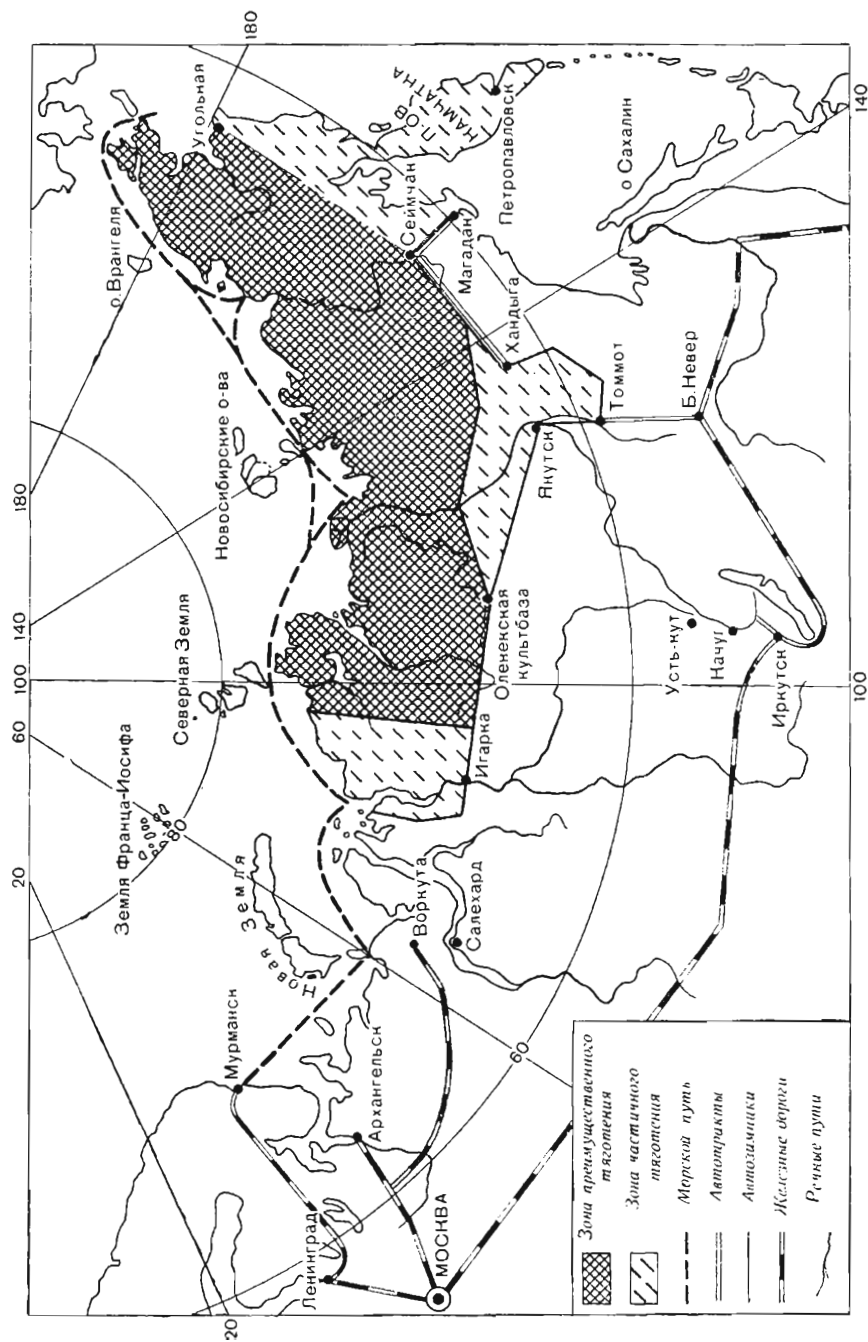 20
60
100
140
180
Земля Франца-Иосифа
80
Северная Земля
о. Врангеля
Новосибирские о-ва
180
Угольная
20
Мурманск
Новая Земля
Ленинград
Архангельск
Воркута
МОСКВА
Салехард
Игарка
Оленекская
культбаза
Сеймчан
Магадан
П-ОВ
КАМЧАТКА
Петропавловск
Хандыга
Якутск
Томмот
60
о Сахалин
Б.Невер
Усть-кут
Качуг
Иркутск
Зона преимущественного
тяготения
Зона частичного
тяготения
Морской путь
Автотракты
Автозимники
Железные дороги
Речные пути
100
140